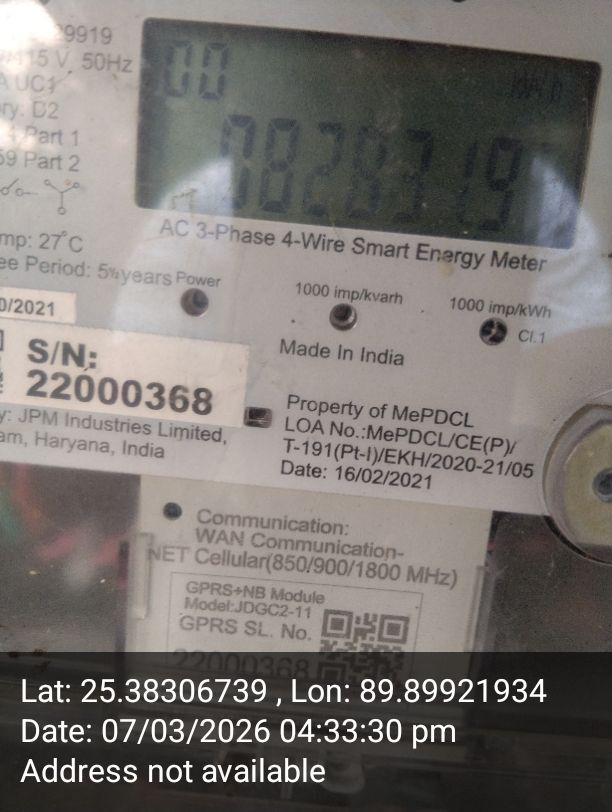 9919
115 V, 50Hz
A UC1
ry. D2
Part 1
59 Part 2
00
AC 3-Phase 4-Wire Smart Energy Meter
mp: 27°C
ee Period: 5½years
Power
1000 imp/kvarh
1000 imp/kWh
Cl.1
0/2021
Made In India
S/N:
22000368
y: JPM Industries Limited,
am, Haryana, India
Property of MePDCL
LOA No.:MePDCL/CE(P)/
T-191(Pt-I)/EKH/2020-21/05
Date: 16/02/2021
Communication:
WAN Communication-
NET Cellular(850/900/1800 MHz)
GPRS+NB Module
Model:JDGC2-11
GPRS SL. No.
22000368
Lat: 25.38306739 , Lon: 89.89921934
Date: 07/03/2026 04:33:30 pm
Address not available